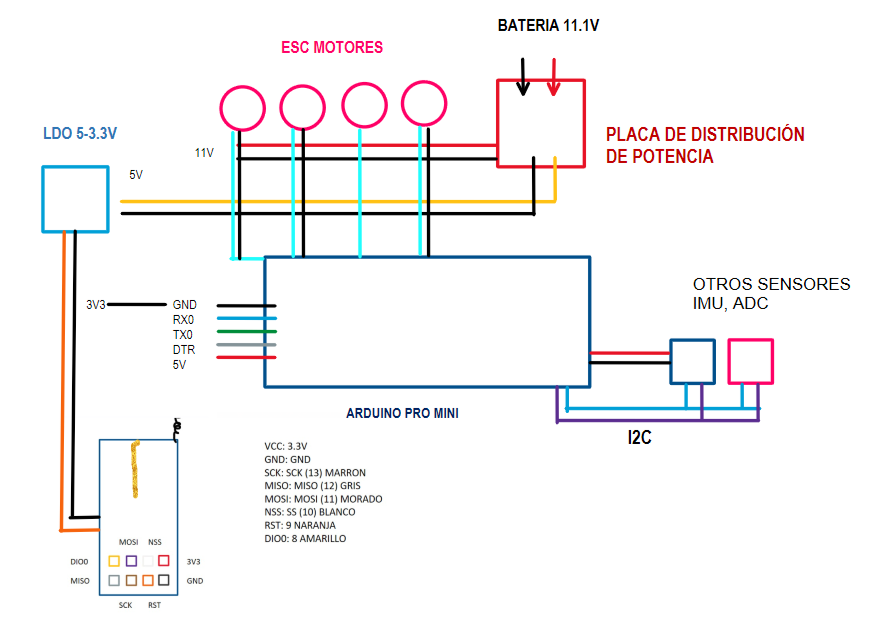 BATERIA 11.1V
ESC MOTORES
LDO 5-3.3V
PLACA DE DISTRIBUCIÓN
DE POTENCIA
11V
5V
OTROS SENSORES
IMU, ADC
3V3
GND
RX0
TX0
DTR
5V
ARDUINO PRO MINI
I2C
VCC: 3.3V
GND: GND
SCK: SCK (13) MARRON
MISO: MISO (12) GRIS
MOSI: MOSI (11) MORADO
NSS: SS (10) BLANCO
RST: 9 NARANJA
DIO0: 8 AMARILLO
MOSI NSS
DIO0 3V3
MISO GND
SCK RST